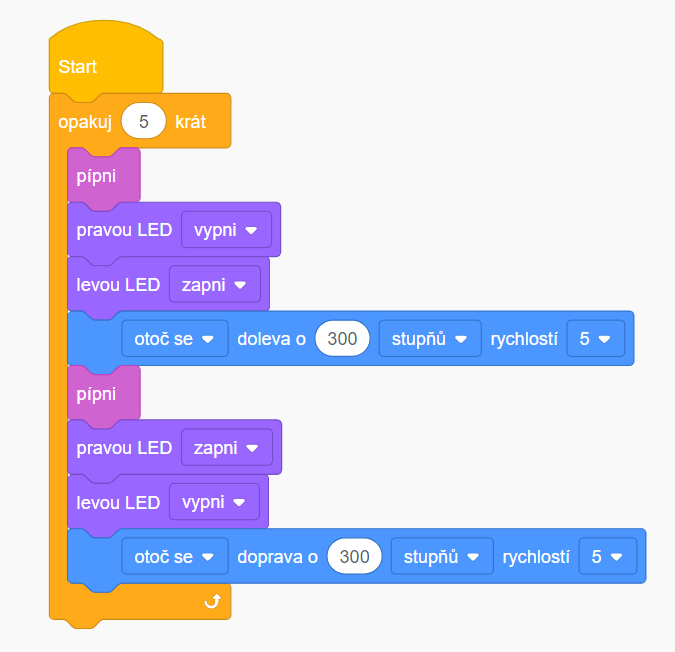 Start
opakuj 5 krát
pípni
pravou LED vypni
levou LED zapni
otoč se doleva o 300 stupňů rychlostí 5
pípni
pravou LED zapni
levou LED vypni
otoč se doprava o 300 stupňů rychlostí 5